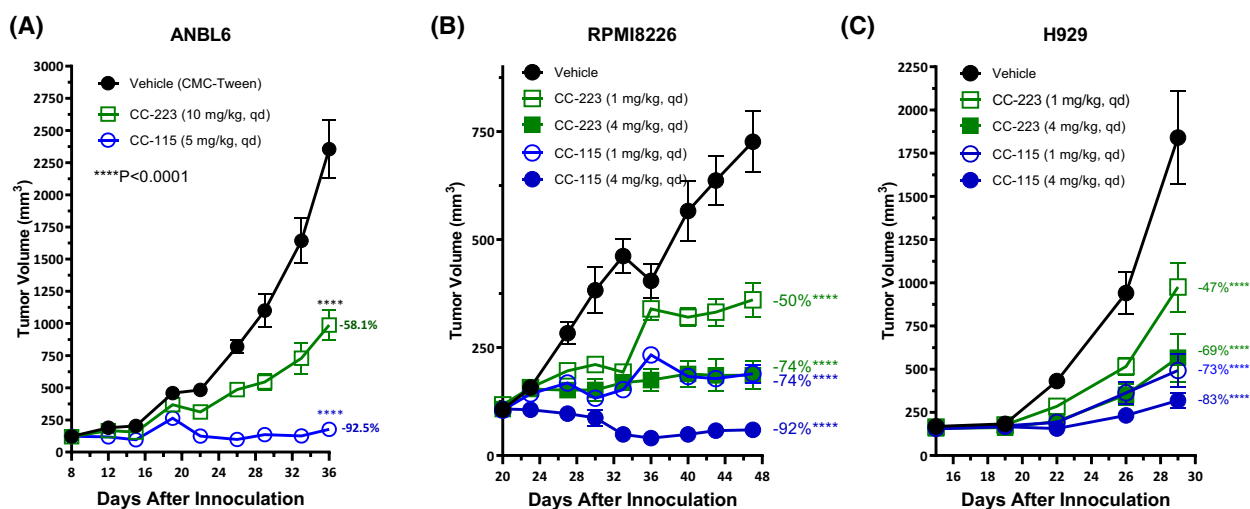 (A)
ANBL6
Tumor Volume (mm³)
3000
2750
2500
2250
2000
1750
1500
1250
1000
750
500
250
0
Vehicle (CMC-Tween)
CC-223 (10 mg/kg, qd)
CC-115 (5 mg/kg, qd)
****P<0.0001
****
-58.1%
****
-92.5%
8 12 16 20 24 28 32 36
Days After Innoculation
(B)
RPMI8226
Tumor Volume (mm³)
750
500
250
0
Vehicle
CC-223 (1 mg/kg, qd)
CC-223 (4 mg/kg, qd)
CC-115 (1 mg/kg, qd)
CC-115 (4 mg/kg, qd)
-50%****
-74%****
-74%****
-92%****
20 24 28 32 36 40 44 48
Days After Innoculation
(C)
H929
Tumor Volume (mm³)
2250
2000
1750
1500
1250
1000
750
500
250
0
Vehicle
CC-223 (1 mg/kg, qd)
CC-223 (4 mg/kg, qd)
CC-115 (1 mg/kg, qd)
CC-115 (4 mg/kg, qd)
-47%****
-69%****
-73%****
-83%****
16 18 20 22 24 26 28 30
Days After Innoculation